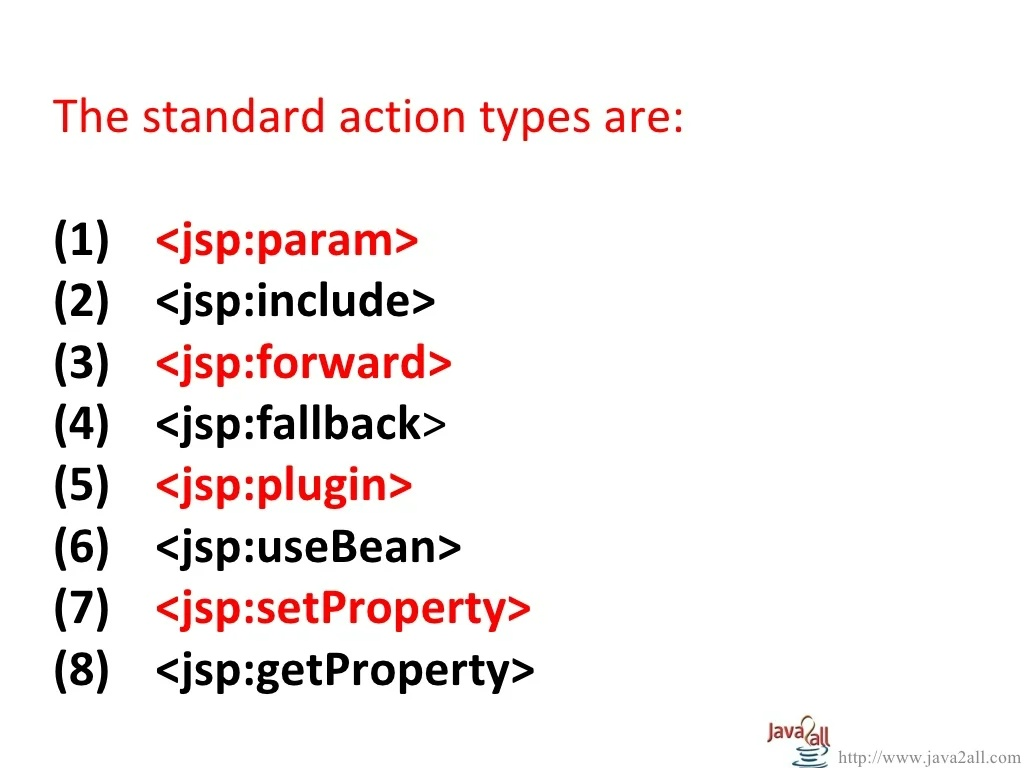 The standard action types are:
(1) <jsp:param>
(2) <jsp:include>
(3) <jsp:forward>
(4) <jsp:fallback>
(5) <jsp:plugin>
(6) <jsp:useBean>
(7) <jsp:setProperty>
(8) <jsp:getProperty>
Java2all
http://www.java2all.com